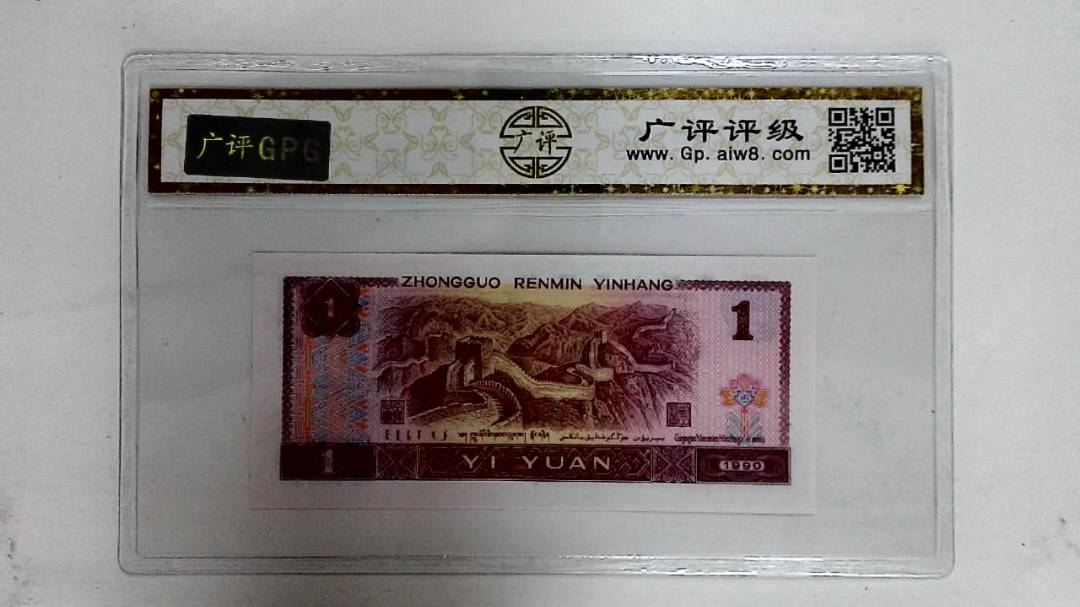 广评GPG
广评
广评评级
www. Gp. aiw8. com
ZHONGGUO RENMIN YINHANG
1
1
1
YI YUAN
1990